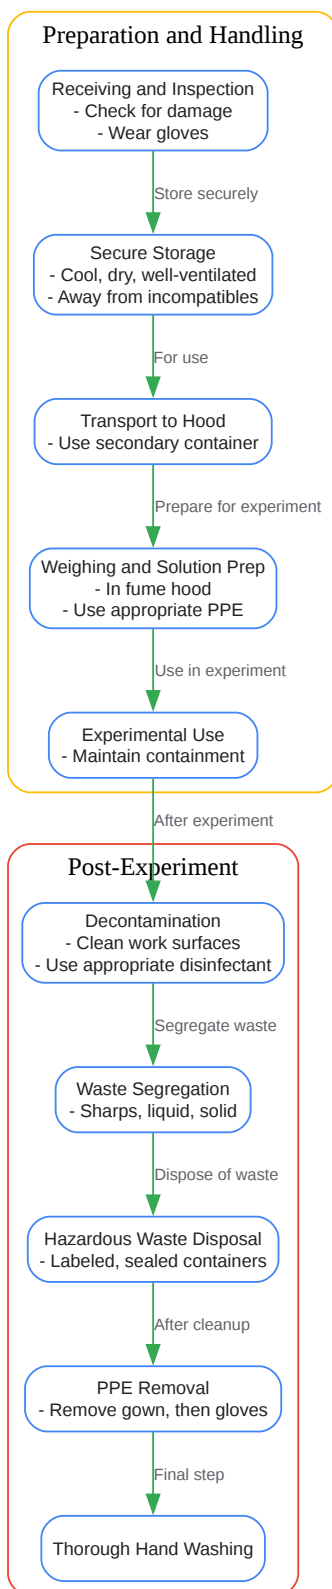 Preparation and Handling
Receiving and Inspection
- Check for damage
- Wear gloves
Store securely
Secure Storage
- Cool, dry, well-ventilated
- Away from incompatibles
For use
Transport to Hood
- Use secondary container
Prepare for experiment
Weighing and Solution Prep
- In fume hood
- Use appropriate PPE
Use in experiment
Experimental Use
- Maintain containment
After experiment
Post-Experiment
Decontamination
- Clean work surfaces
- Use appropriate disinfectant
Segregate waste
Waste Segregation
- Sharps, liquid, solid
Dispose of waste
Hazardous Waste Disposal
- Labeled, sealed containers
After cleanup
PPE Removal
- Remove gown, then gloves
Final step
Thorough Hand Washing